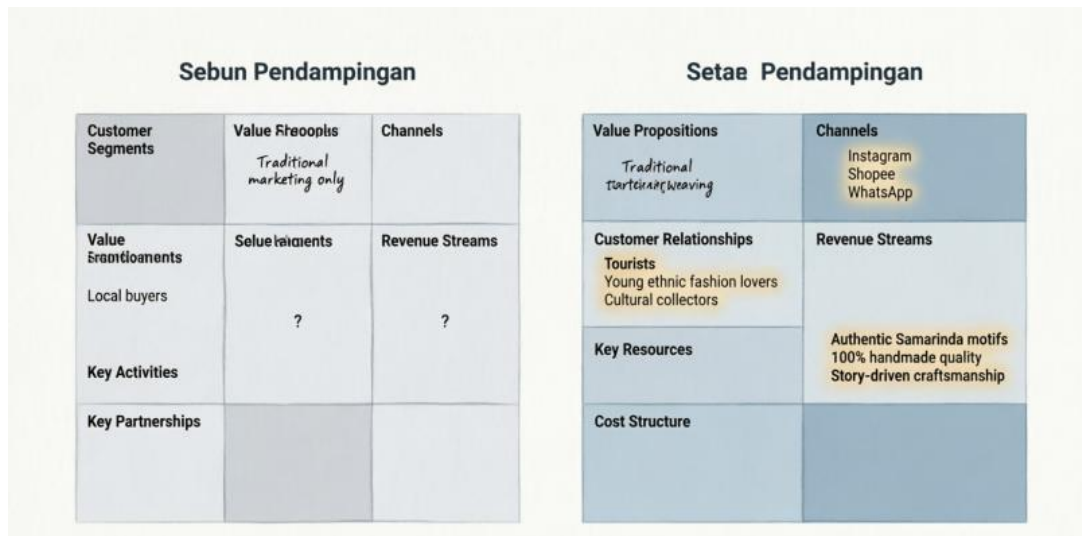 Sebun Pendampingan
Setae Pendampingan
Customer
Segments
Value
Channels
Traditional
marketing only
Value
Local buyers
Key Activities
Revenue Streams
?
?
Key Partnerships
Value Propositions
Traditional
weaving
Channels
Instagram
Shopee
WhatsApp
Customer Relationships
Tourists
Young ethnic fashion lovers
Cultural collectors
Revenue Streams
Authentic Samarinda motifs
100% handmade quality
Story-driven craftsmanship
Key Resources
Cost Structure